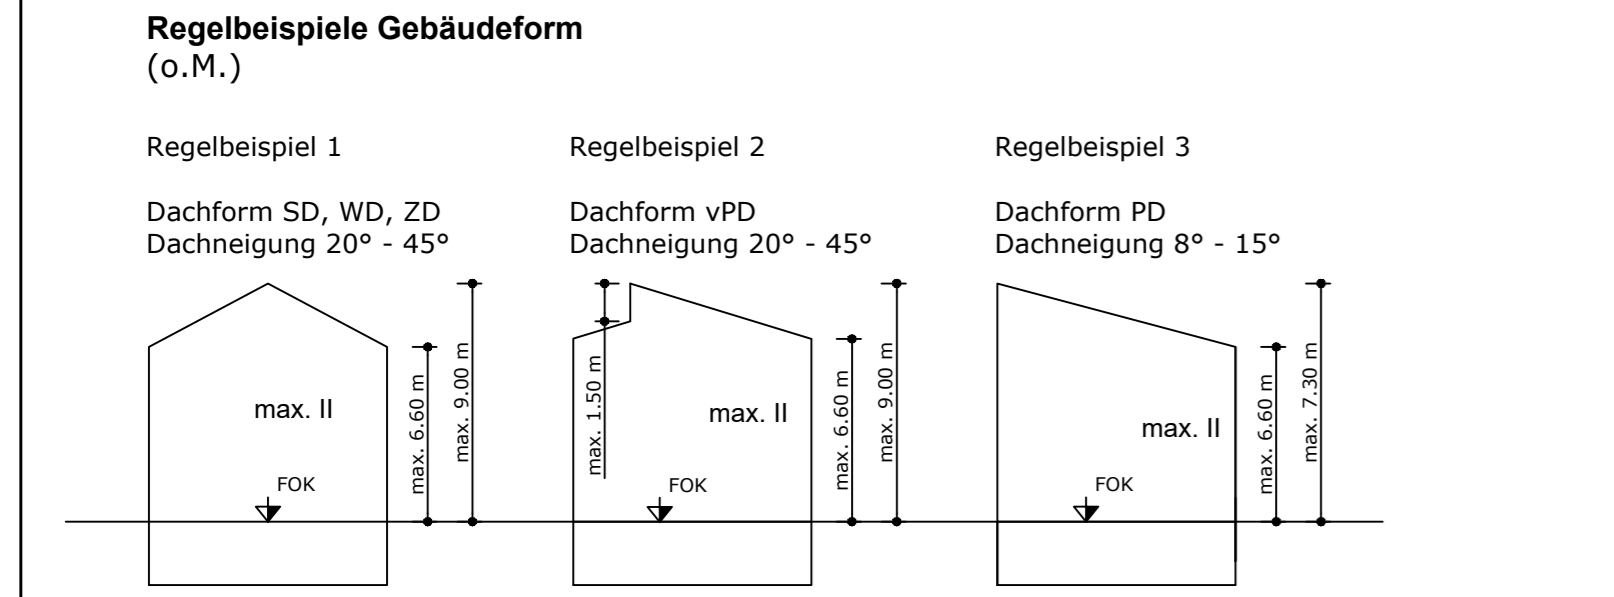 Regelbeispiele Gebäudeform
(o.M.)
Regelbeispiel 1
Dachform SD, WD, ZD
Dachneigung 20° - 45°
max. II
FOK
max. 6.60 m
max. 9.00 m
Regelbeispiel 2
Dachform vPD
Dachneigung 20° - 45°
max. 1.50 m
max. II
FOK
max. 6.60 m
max. 9.00 m
Regelbeispiel 3
Dachform PD
Dachneigung 8° - 15°
max. II
FOK
max. 6.60 m
max. 7.30 m